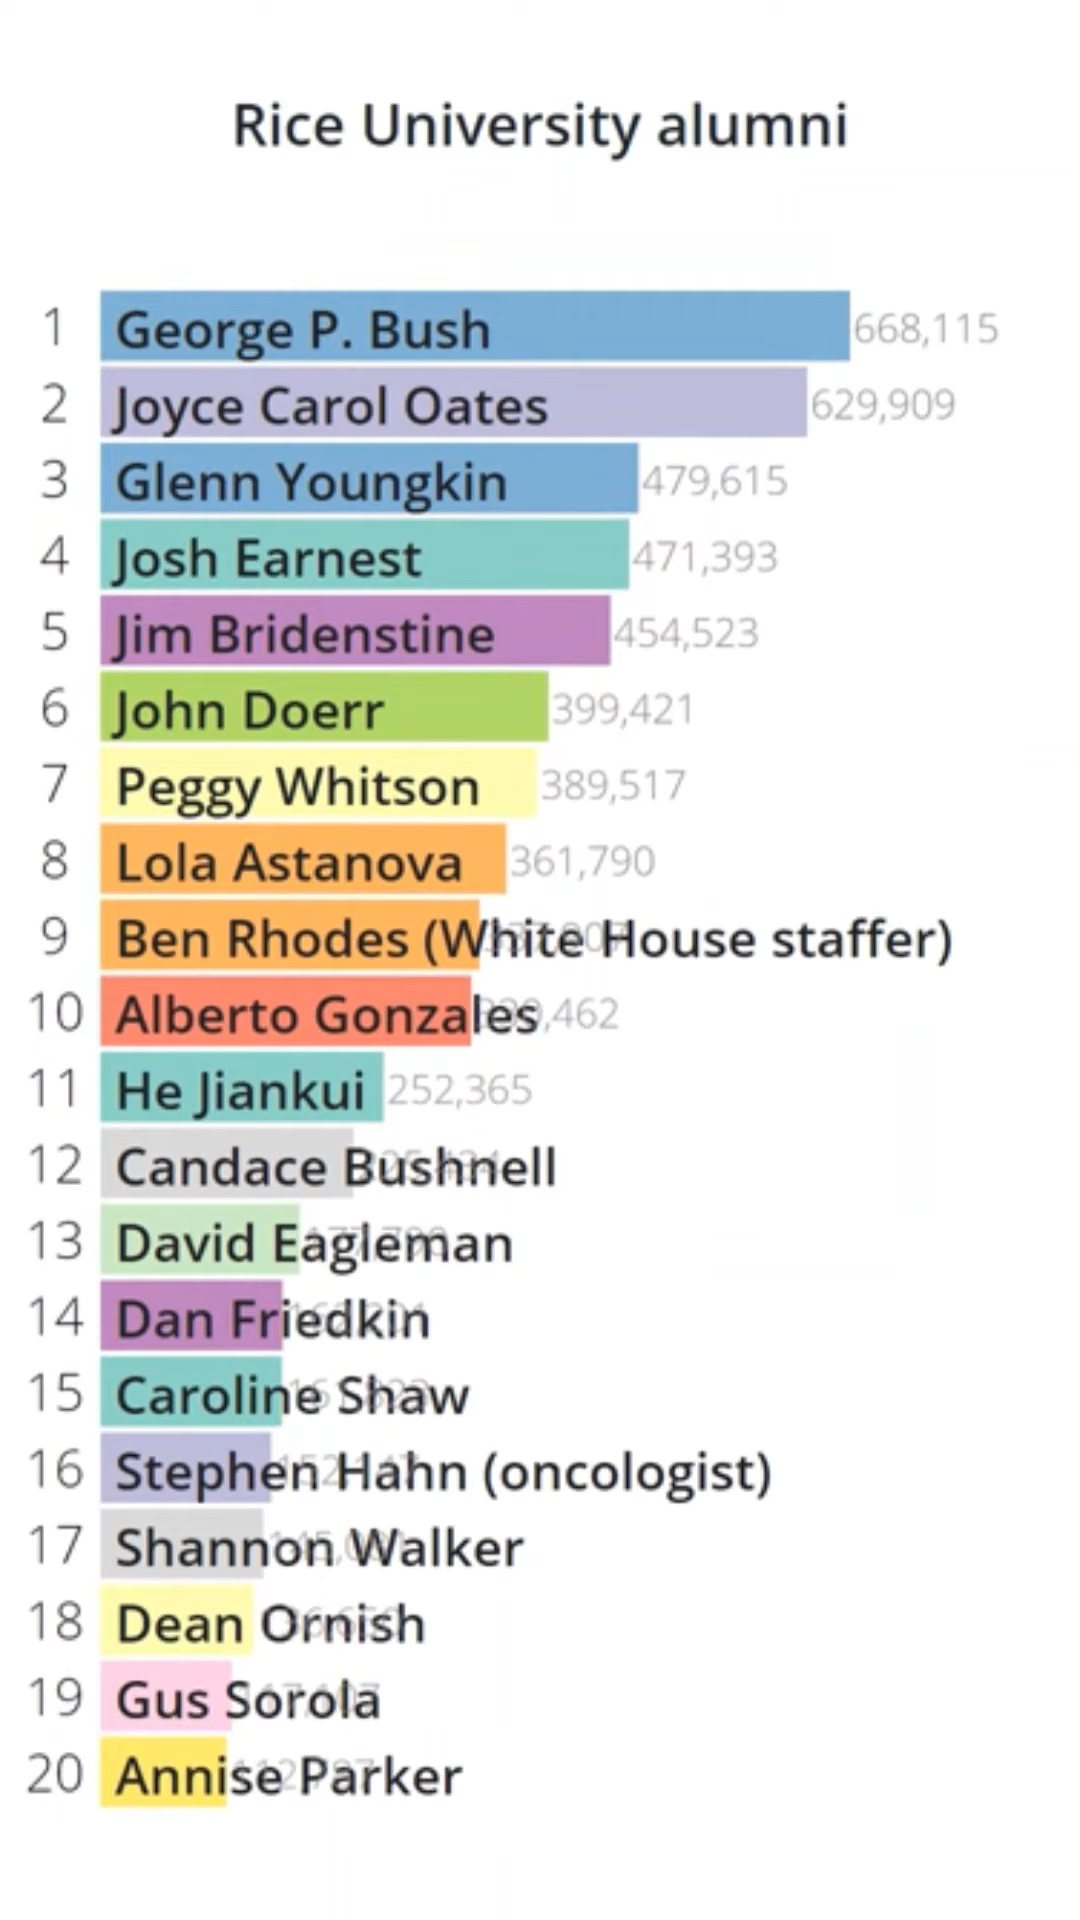 Rice University alumni
1 George P. Bush 668,115
2 Joyce Carol Oates 629,909
3 Glenn Youngkin 479,615
4 Josh Earnest 471,393
5 Jim Bridenstine 454,523
6 John Doerr 399,421
7 Peggy Whitson 389,517
8 Lola Astanova 361,790
9 Ben Rhodes (White House staffer)
10 Alberto Gonzales
11 He Jiankui 252,365
12 Candace Bushnell
13 David Eagleman
14 Dan Friedkin
15 Caroline Shaw
16 Stephen Hahn (oncologist)
17 Shannon Walker
18 Dean Ornish
19 Gus Sorola
20 Annise Parker